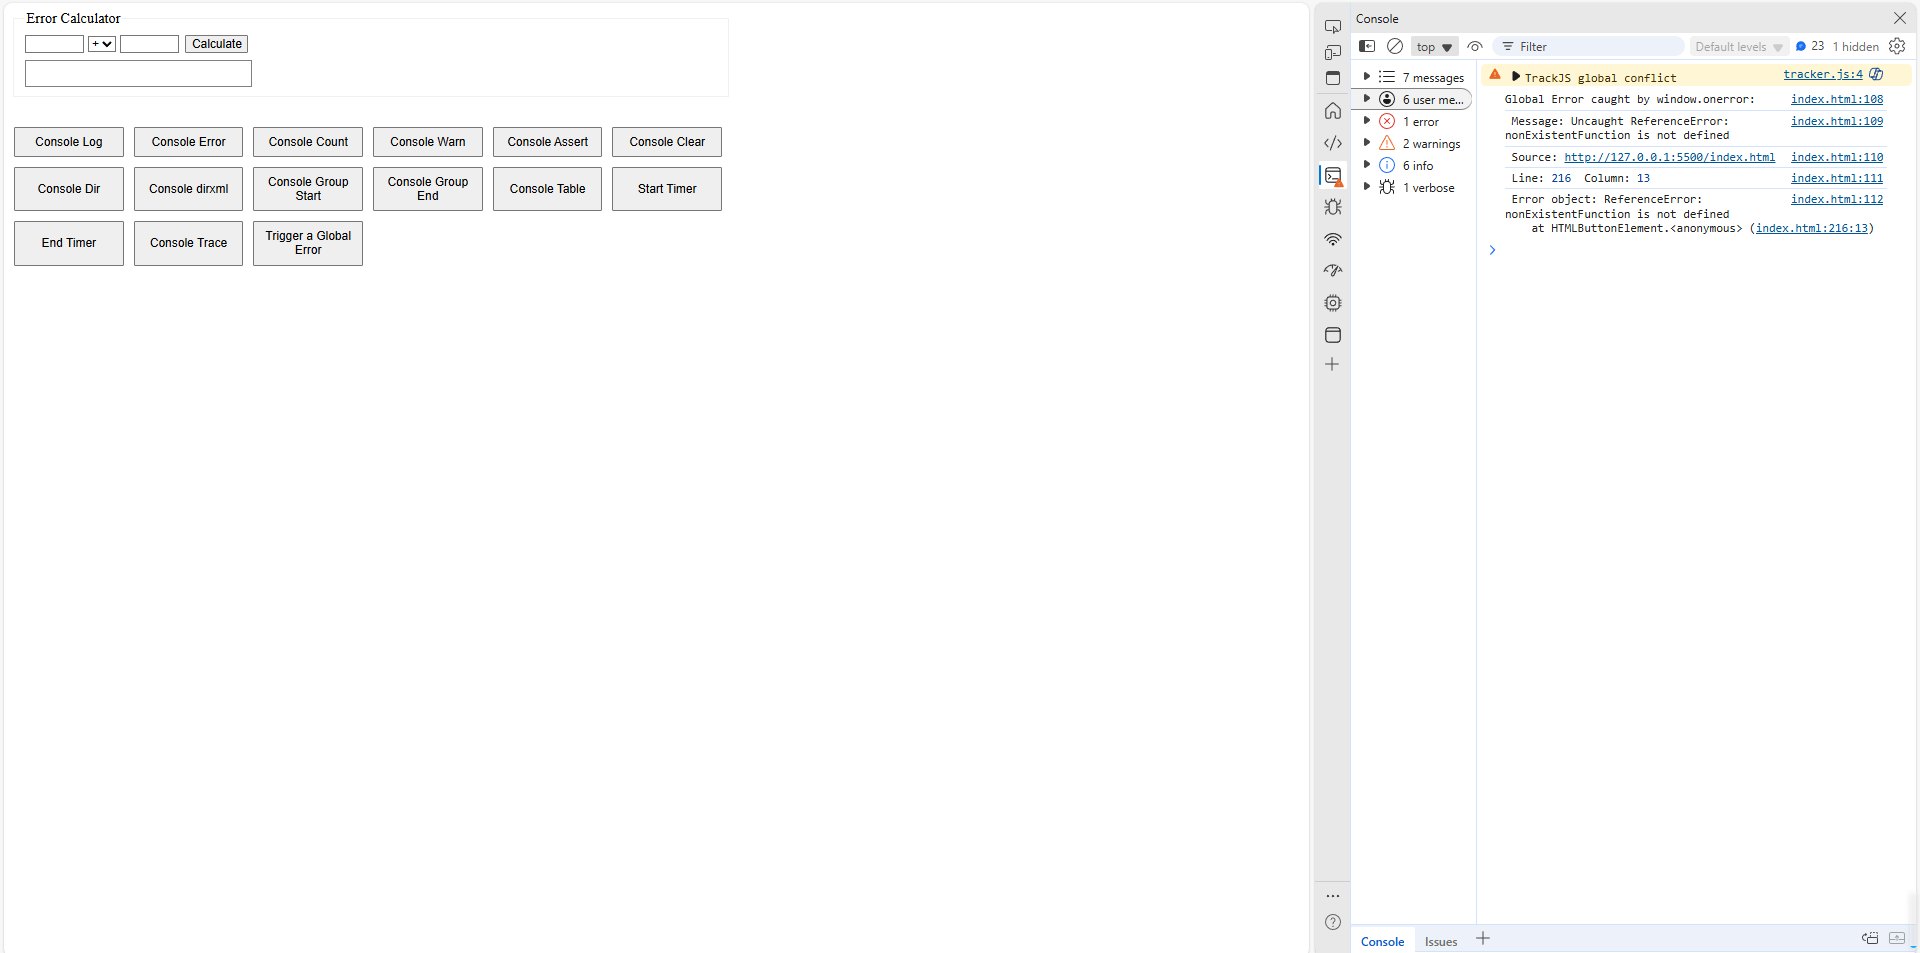 Error Calculator
+
Calculate
Console Log
Console Error
Console Count
Console Warn
Console Assert
Console Clear
Console Dir
Console dirxml
Console Group
Start
Console Group
End
Console Table
Start Timer
End Timer
Console Trace
Trigger a Global
Error
Console
top
Filter
Default levels
23
1 hidden
7 messages
6 user me...
1 error
2 warnings
6 info
1 verbose
TrackJS global conflict
tracker.js:4
Global Error caught by window.onerror:
index.html:108
Message: Uncaught ReferenceError:
index.html:109
nonExistentFunction is not defined
Source: http://127.0.0.1:5500/index.html
index.html:110
Line: 216 Column: 13
index.html:111
Error object: ReferenceError:
index.html:112
nonExistentFunction is not defined
at HTMLButtonElement.<anonymous> (index.html:216:13)
Console
Issues